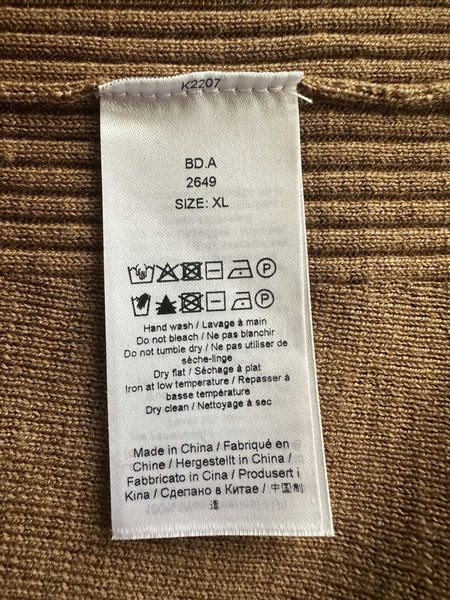 K2207
BD.A
2649
SIZE: XL
P
P
Hand wash / Lavage à main
Do not bleach / Ne pas blanchir
Do not tumble dry / Ne pas utiliser de
sèche-linge
Dry flat / Séchage à plat
Iron at low temperature / Repasser à
basse température
Dry clean / Nettoyage à sec
Made in China / Fabriqué en
Chine / Hergestellt in China /
Fabbricato in Cina / Produsert i
Kina / Сделано в Китае / 中国制
造